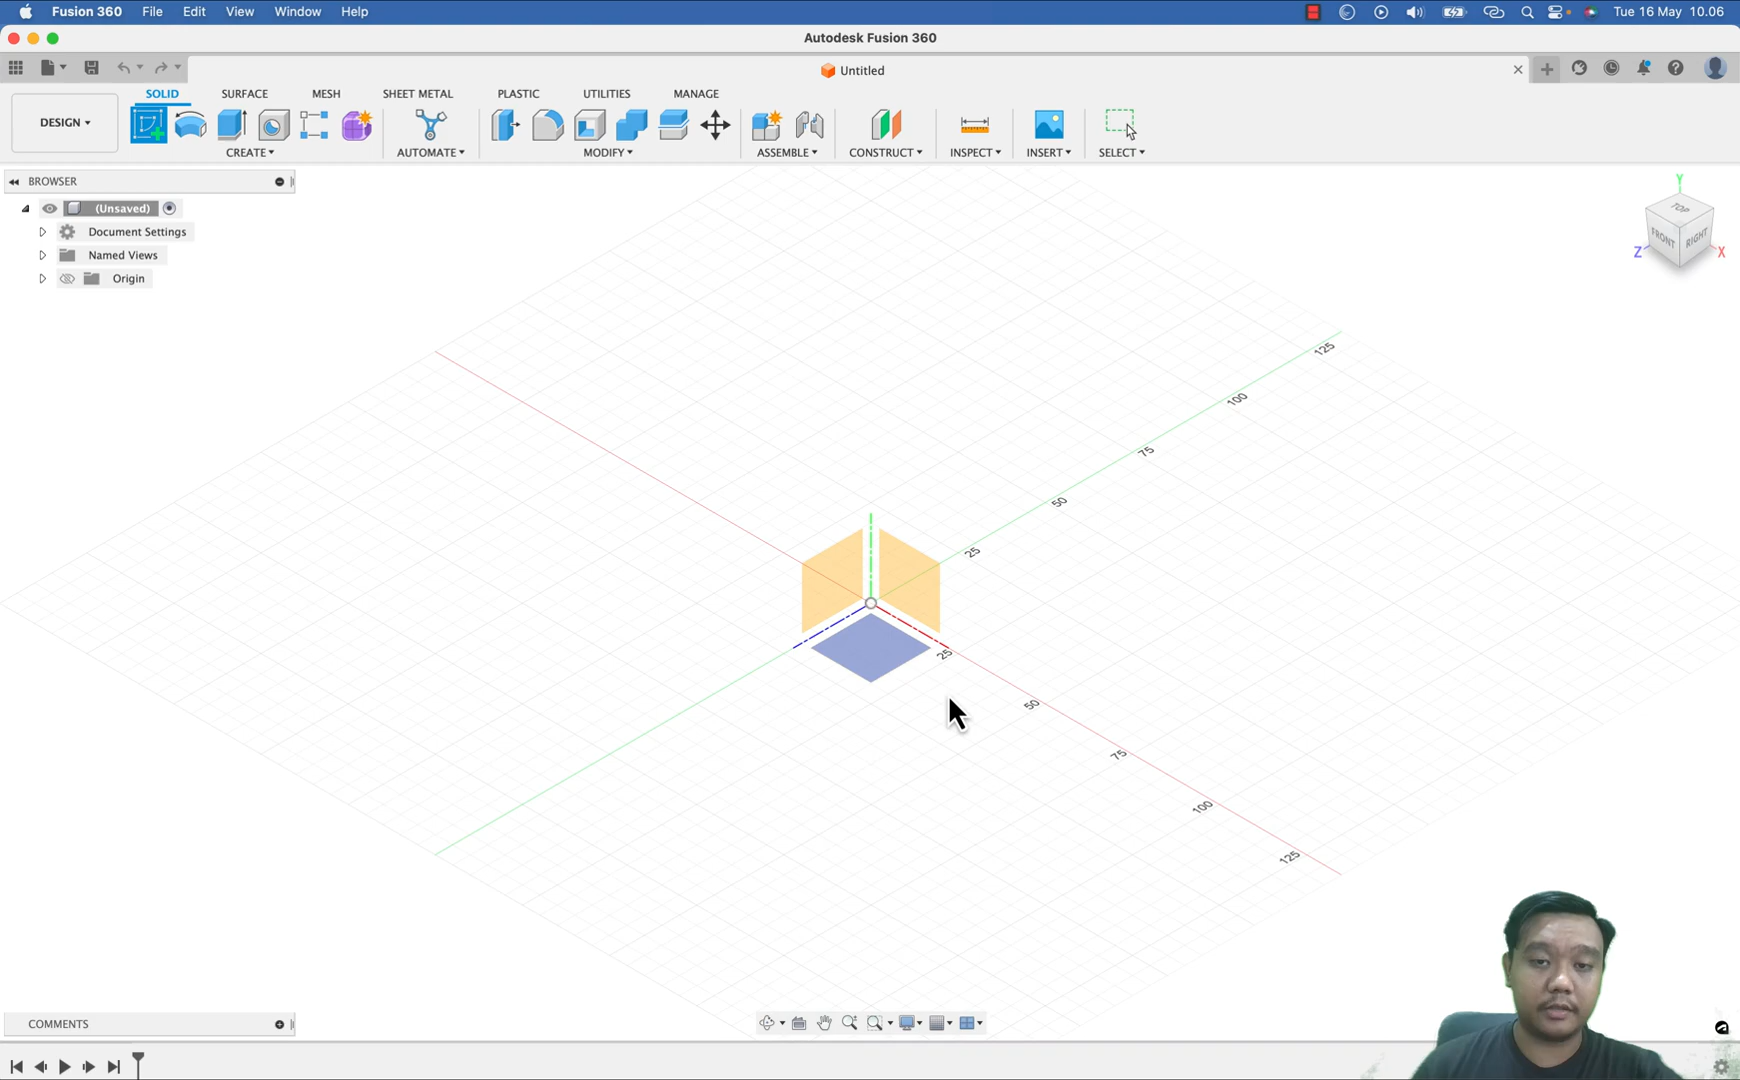 Fusion 360 File Edit View Window Help Tue 16 May 10.06
Autodesk Fusion 360
Untitled
DESIGN
SOLID SURFACE MESH SHEET METAL PLASTIC UTILITIES MANAGE
CREATE AUTOMATE MODIFY ASSEMBLE CONSTRUCT INSPECT INSERT SELECT
BROWSER
(Unsaved)
Document Settings
Named Views
Origin
Y
TOP
FRONT RIGHT
Z X
125
100
75
50
25
25
50
75
100
125
COMMENTS